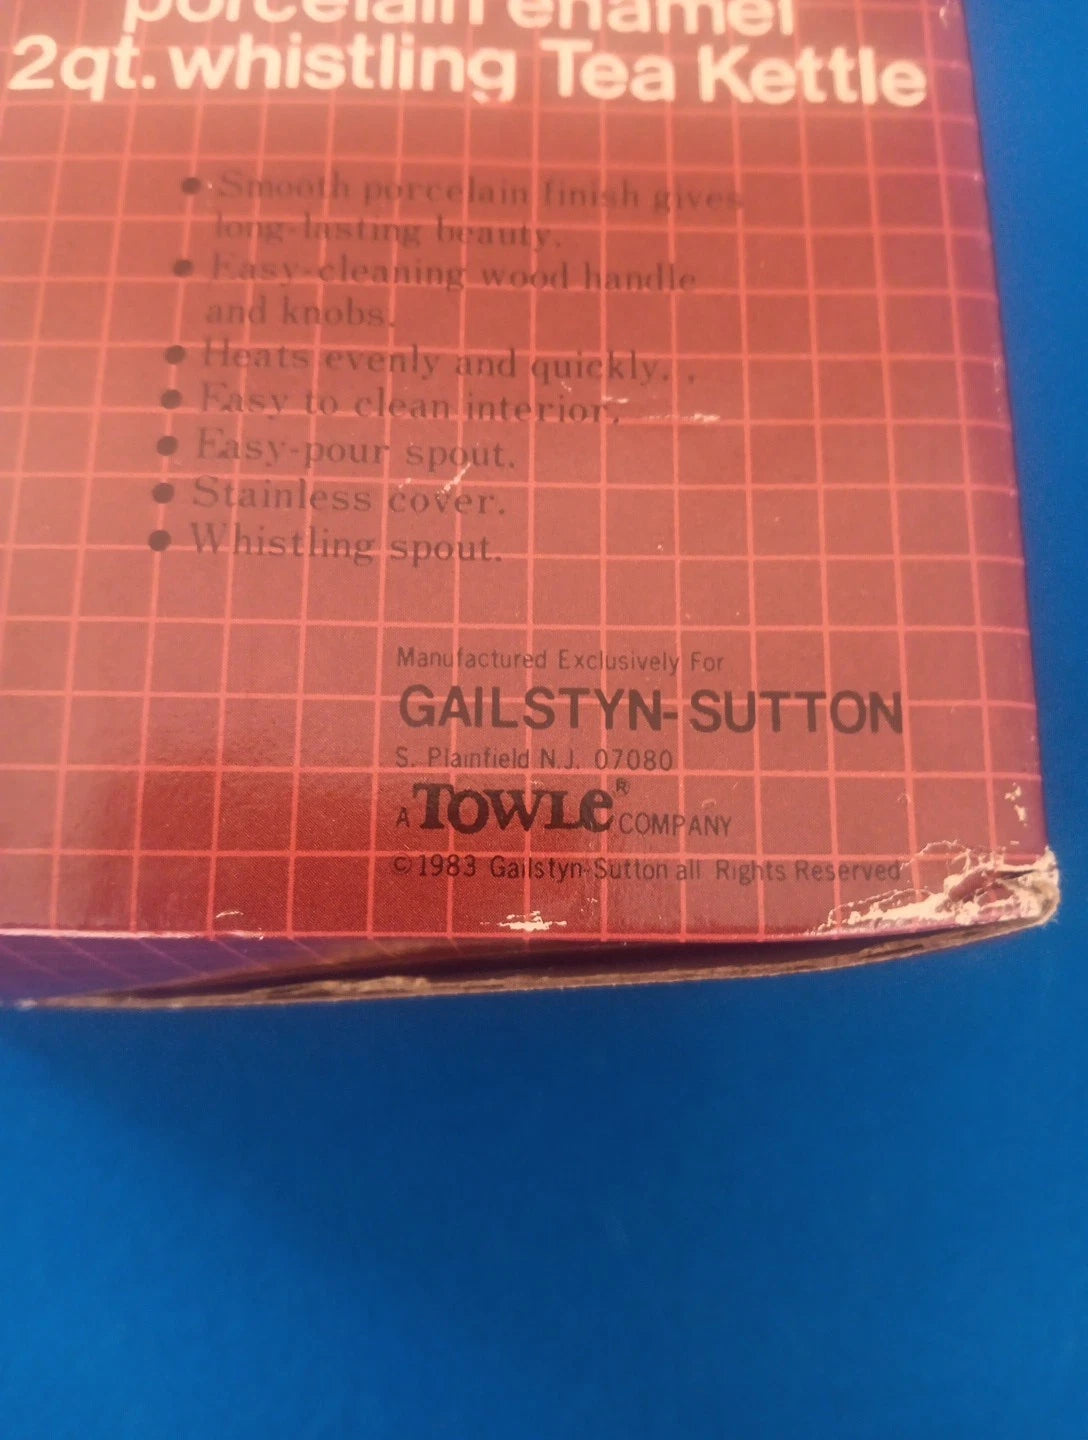 porcelain enamel
2qt. whistling Tea Kettle
• Smooth porcelain finish gives
long-lasting beauty.
• Easy-cleaning wood handle
and knobs.
• Heats evenly and quickly. .
• Easy to clean interior.
• Easy-pour spout.
• Stainless cover.
• Whistling spout.
Manufactured Exclusively For
GAILSTYN-SUTTON
S. Plainfield N.J. 07080
A TOWLE® COMPANY
©1983 Gailstyn-Sutton all Rights Reserved